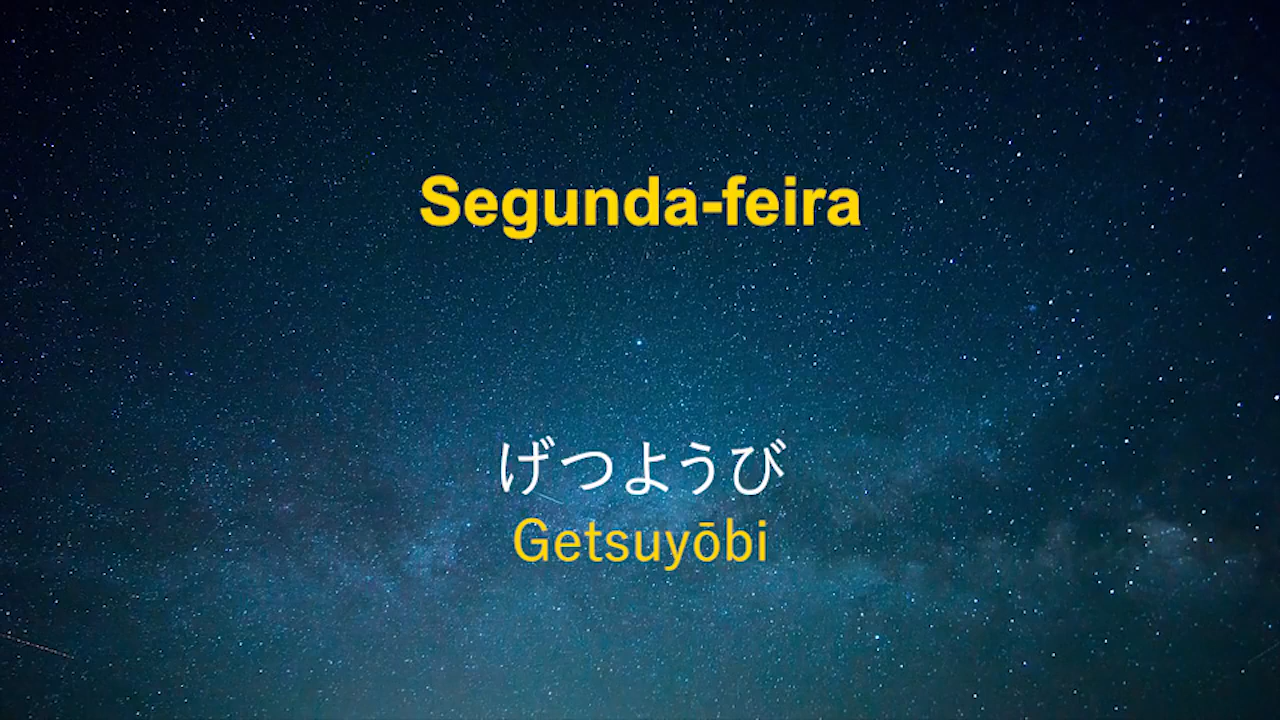 Segunda-feira
げつようび
Getsuyōbi